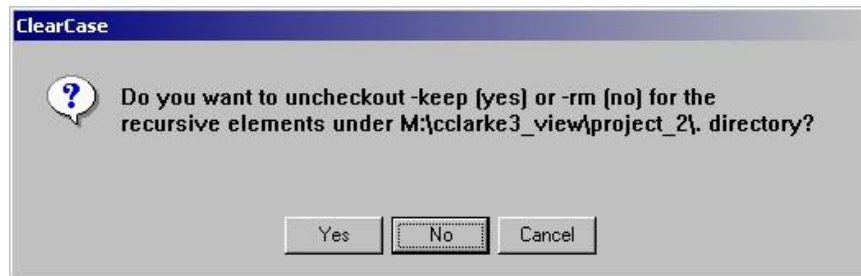 ClearCase
Do you want to uncheckout -keep (yes) or -rm (no) for the
recursive elements under M:\cclarke3_view\project_2\. directory?
Yes No Cancel